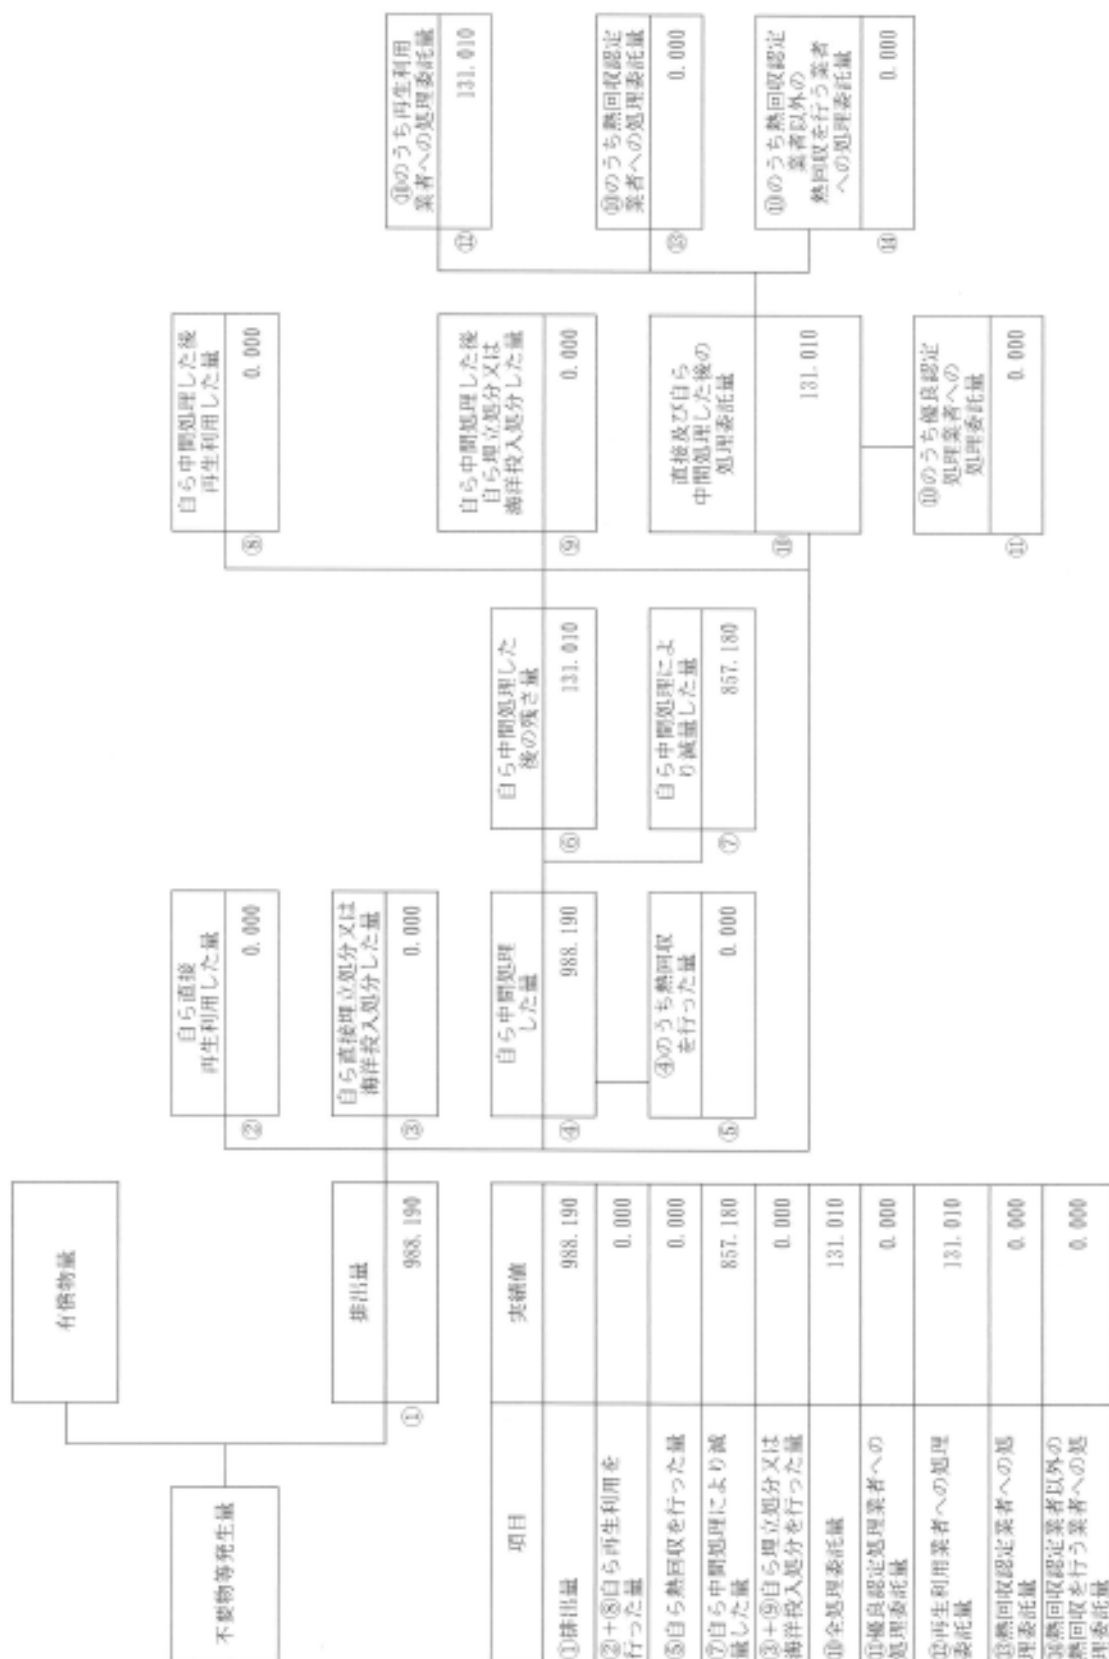 不要物等発生量
有償物量
排出量
① 988.190
自ら直接
再生利用した量
② 0.000
自ら直接埋立処分又は
海洋投入処分した量
③ 0.000
自ら中間処理
した量
④ 988.190
④のうち熱回収
を行った量
⑤ 0.000
自ら中間処理した
後の残さ量
⑥ 131.010
自ら中間処理によ
り減量した量
⑦ 857.180
自ら中間処理した後
再生利用した量
⑧ 0.000
自ら中間処理した後
自ら埋立処分又は
海洋投入処分した量
⑨ 0.000
直接及び自ら
中間処理した後の
処理委託量
⑩ 131.010
⑩のうち優良認定
処理業者への
処理委託量
⑪ 0.000
⑩のうち再生利用
業者への処理委託量
⑫ 131.010
⑩のうち熱回収認定
業者への処理委託量
⑬ 0.000
⑩のうち熱回収認定
業者以外の
熱回収を行う業者
への処理委託量
⑭ 0.000
項目 実績値
①排出量 988.190
②+⑧自ら再生利用を
行った量 0.000
⑤自ら熱回収を行った量 0.000
⑦自ら中間処理により減
量した量 857.180
③+⑨自ら埋立処分又は
海洋投入処分を行った量 0.000
⑩全処理委託量 131.010
⑪優良認定処理業者への
処理委託量 0.000
⑫再生利用業者への処理
委託量 131.010
⑬熱回収認定業者への処
理委託量 0.000
⑭熱回収認定業者以外の
熱回収を行う業者への処
理委託量 0.000